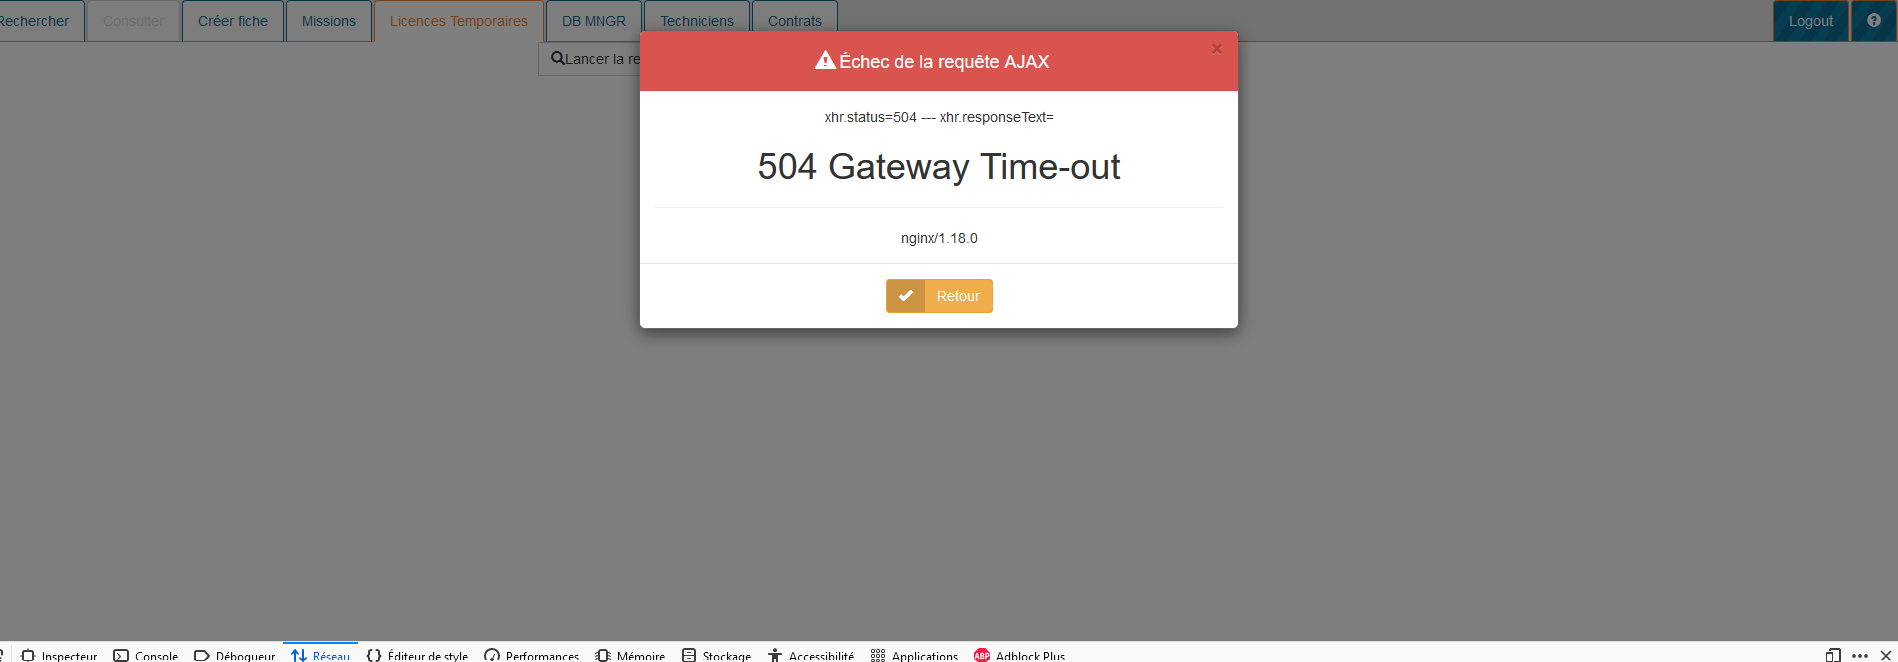 Rechercher Consulter Créer fiche Missions Licences Temporaires DB MNGR Techniciens Contrats Logout ?
Lancer la re
Échec de la requête AJAX ×
xhr.status=504 --- xhr.responseText=
504 Gateway Time-out
nginx/1.18.0
Retour
Inspecteur Console Débogueur Réseau Éditeur de style Performances Mémoire Stockage Accessibilité Applications ABP Adblock Plus